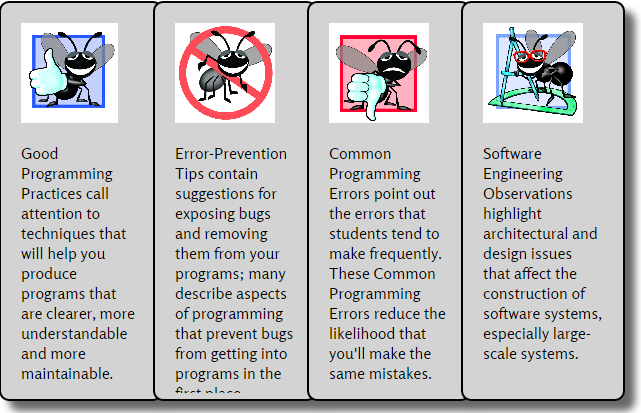 Good
Programming
Practices call
attention to
techniques that
will help you
produce
programs that
are clearer, more
understandable
and more
maintainable.
Error-Prevention
Tips contain
suggestions for
exposing bugs
and removing
them from your
programs; many
describe aspects
of programming
that prevent bugs
from getting into
programs in the
first place
Common
Programming
Errors point out
the errors that
students tend to
make frequently.
These Common
Programming
Errors reduce the
likelihood that
you'll make the
same mistakes.
Software
Engineering
Observations
highlight
architectural and
design issues
that affect the
construction of
software systems,
especially large-
scale systems.